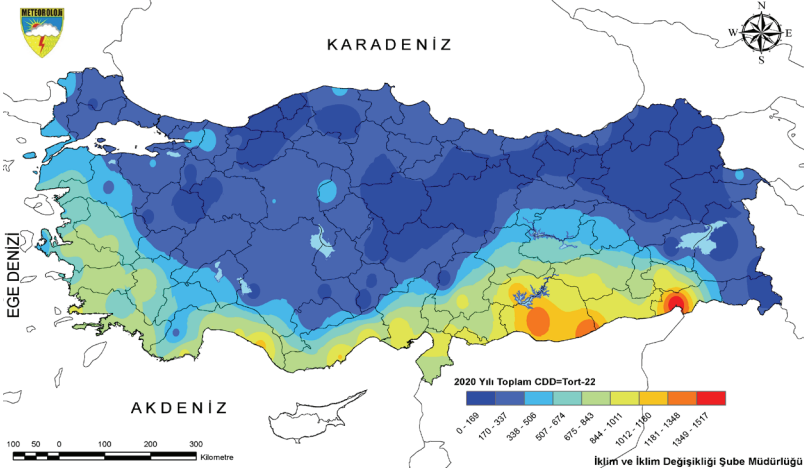 METEOROLOJİ
N
W E
S
KARADENİZ
EGE DENİZİ
AKDENİZ
2020 Yılı Toplam CDD=Tort-22
0 - 169
170 - 337
338 - 506
507 - 674
675 - 843
844 - 1011
1012 - 1180
1181 - 1348
1349 - 1517
100 50 0 100 200 300
Kilometre
İklim ve İklim Değişikliği Şube Müdürlüğü